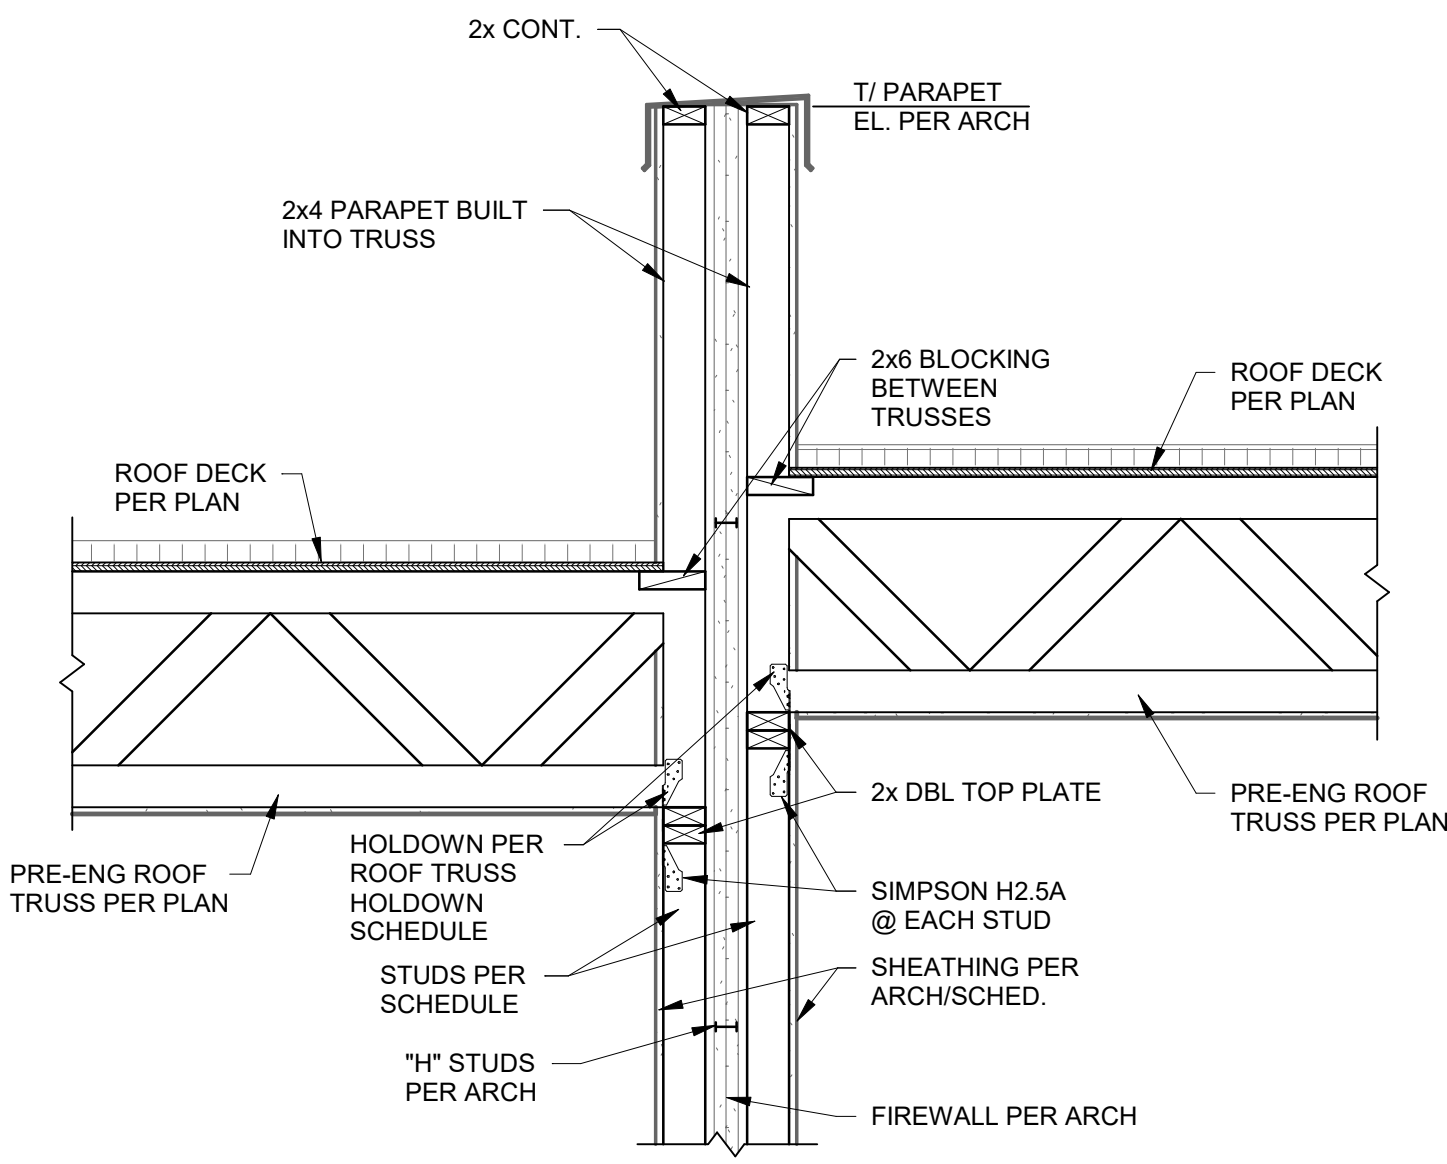 2x CONT.
T/ PARAPET
EL. PER ARCH
2x4 PARAPET BUILT
INTO TRUSS
2x6 BLOCKING
BETWEEN
TRUSSES
ROOF DECK
PER PLAN
ROOF DECK
PER PLAN
2x DBL TOP PLATE
PRE-ENG ROOF
TRUSS PER PLAN
HOLDOWN PER
ROOF TRUSS
HOLDOWN
SCHEDULE
PRE-ENG ROOF
TRUSS PER PLAN
SIMPSON H2.5A
@ EACH STUD
STUDS PER
SCHEDULE
SHEATHING PER
ARCH/SCHED.
"H" STUDS
PER ARCH
FIREWALL PER ARCH